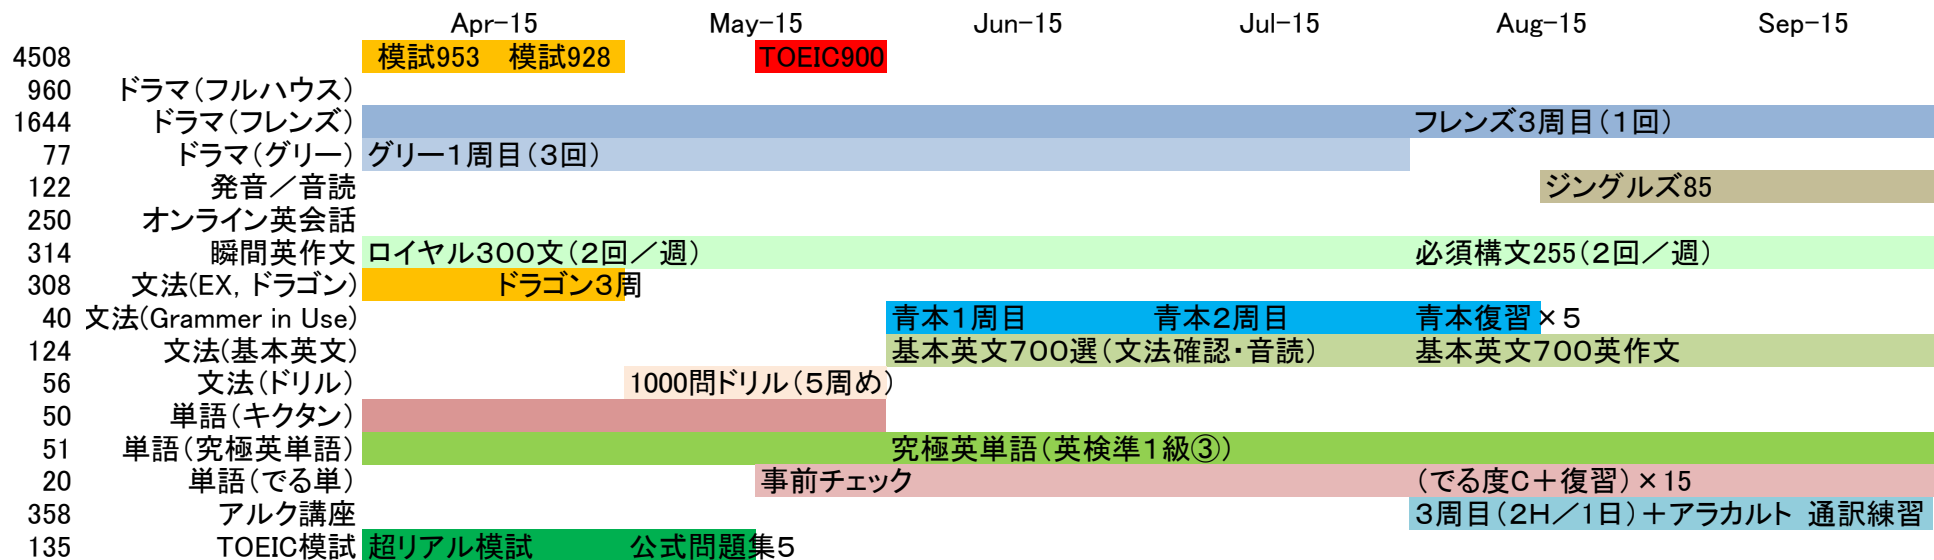 Apr-15 May-15 Jun-15 Jul-15 Aug-15 Sep-15
4508 模試953 模試928 TOEIC900
960 ドラマ(フルハウス)
1644 ドラマ(フレンズ) フレンズ3周目(1回)
77 ドラマ(グリー) グリー1周目(3回)
122 発音/音読 ジングルズ85
250 オンライン英会話
314 瞬間英作文 ロイヤル300文(2回/週) 必須構文255(2回/週)
308 文法(EX, ドラゴン) ドラゴン3周
40 文法(Grammer in Use) 青本1周目 青本2周目 青本復習×5
124 文法(基本英文) 基本英文700選(文法確認・音読) 基本英文700英作文
56 文法(ドリル) 1000問ドリル(5周め)
50 単語(キクタン)
51 単語(究極英単語) 究極英単語(英検準1級③)
20 単語(でる単) 事前チェック (でる度C+復習)×15
358 アルク講座 3周目(2H/1日)+アラカルト 通訳練習
135 TOEIC模試 超リアル模試 公式問題集5